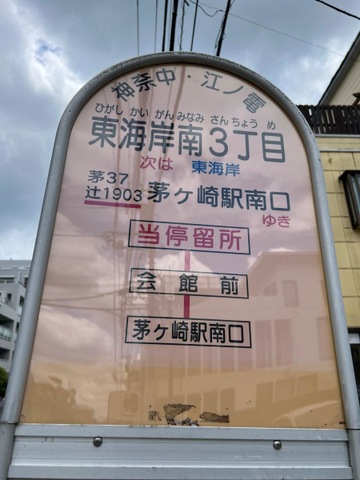 神奈中・江ノ電
ひがし かい がん みなみ さん ちょう め
東海岸南3丁目
次は 東海岸
茅37
辻1903 茅ヶ崎駅南口
ゆき
当停留所
会館前
茅ヶ崎駅南口